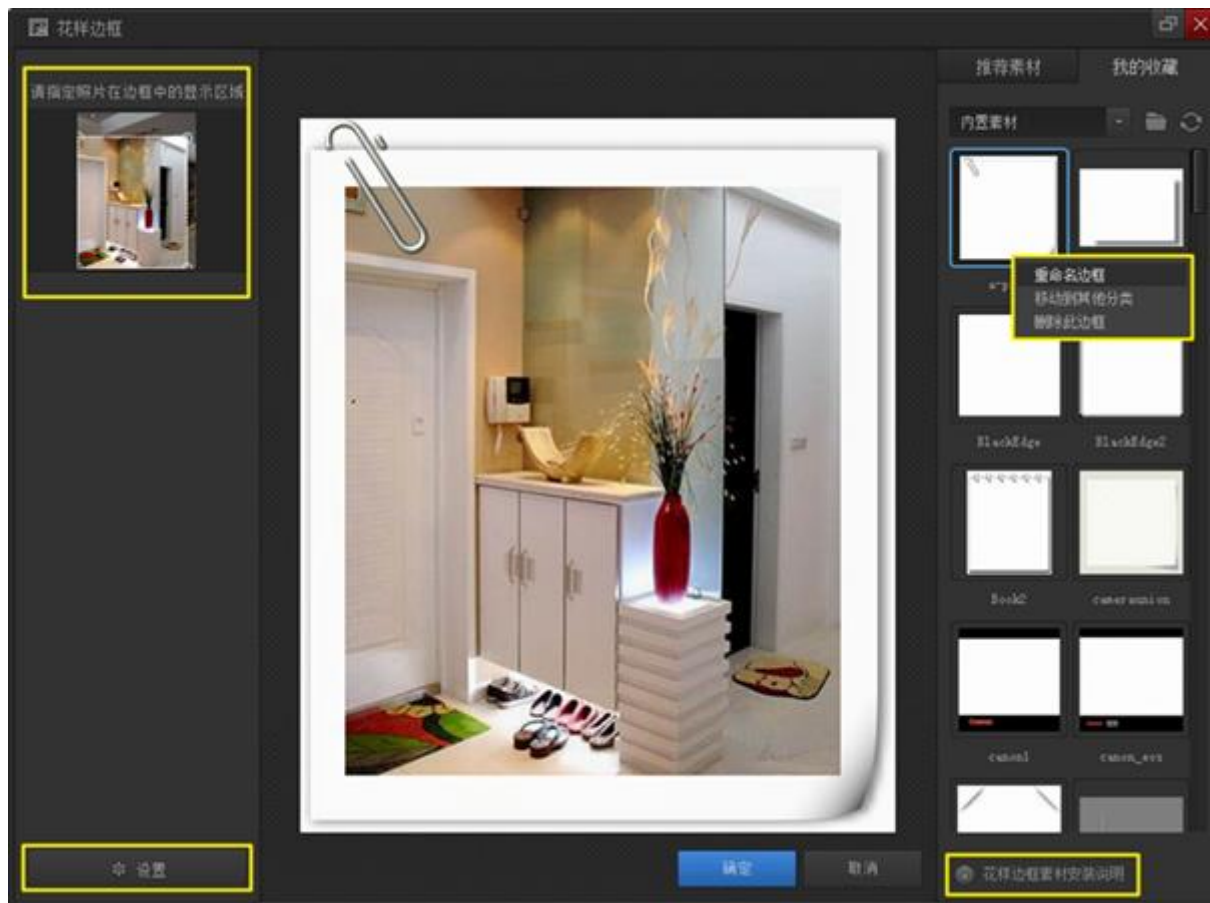 花样边框
请指定照片在边框中的显示区域
推荐素材 我的收藏
内置素材
重命名边框
移动到其他分类
删除此边框
BlackEdge BlackEdge2
Book2 cameraunion
canon1 canon_eos
设置
确定 取消
花样边框素材安装说明